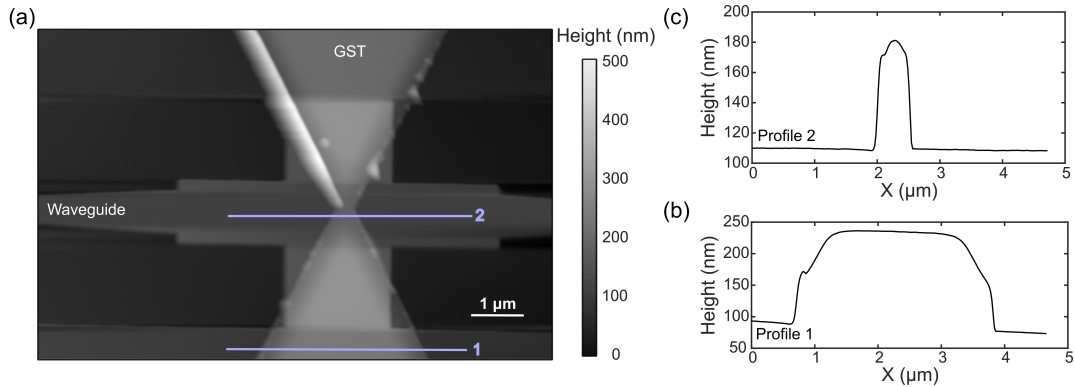 (a)
GST
Waveguide
2
1 µm
1
Height (nm)
500
400
300
200
100
0
(c)
200
180
160
140
120
100
Height (nm)
Profile 2
0 1 2 3 4 5
X (µm)
(b)
250
200
150
100
50
Height (nm)
Profile 1
0 1 2 3 4 5
X (µm)